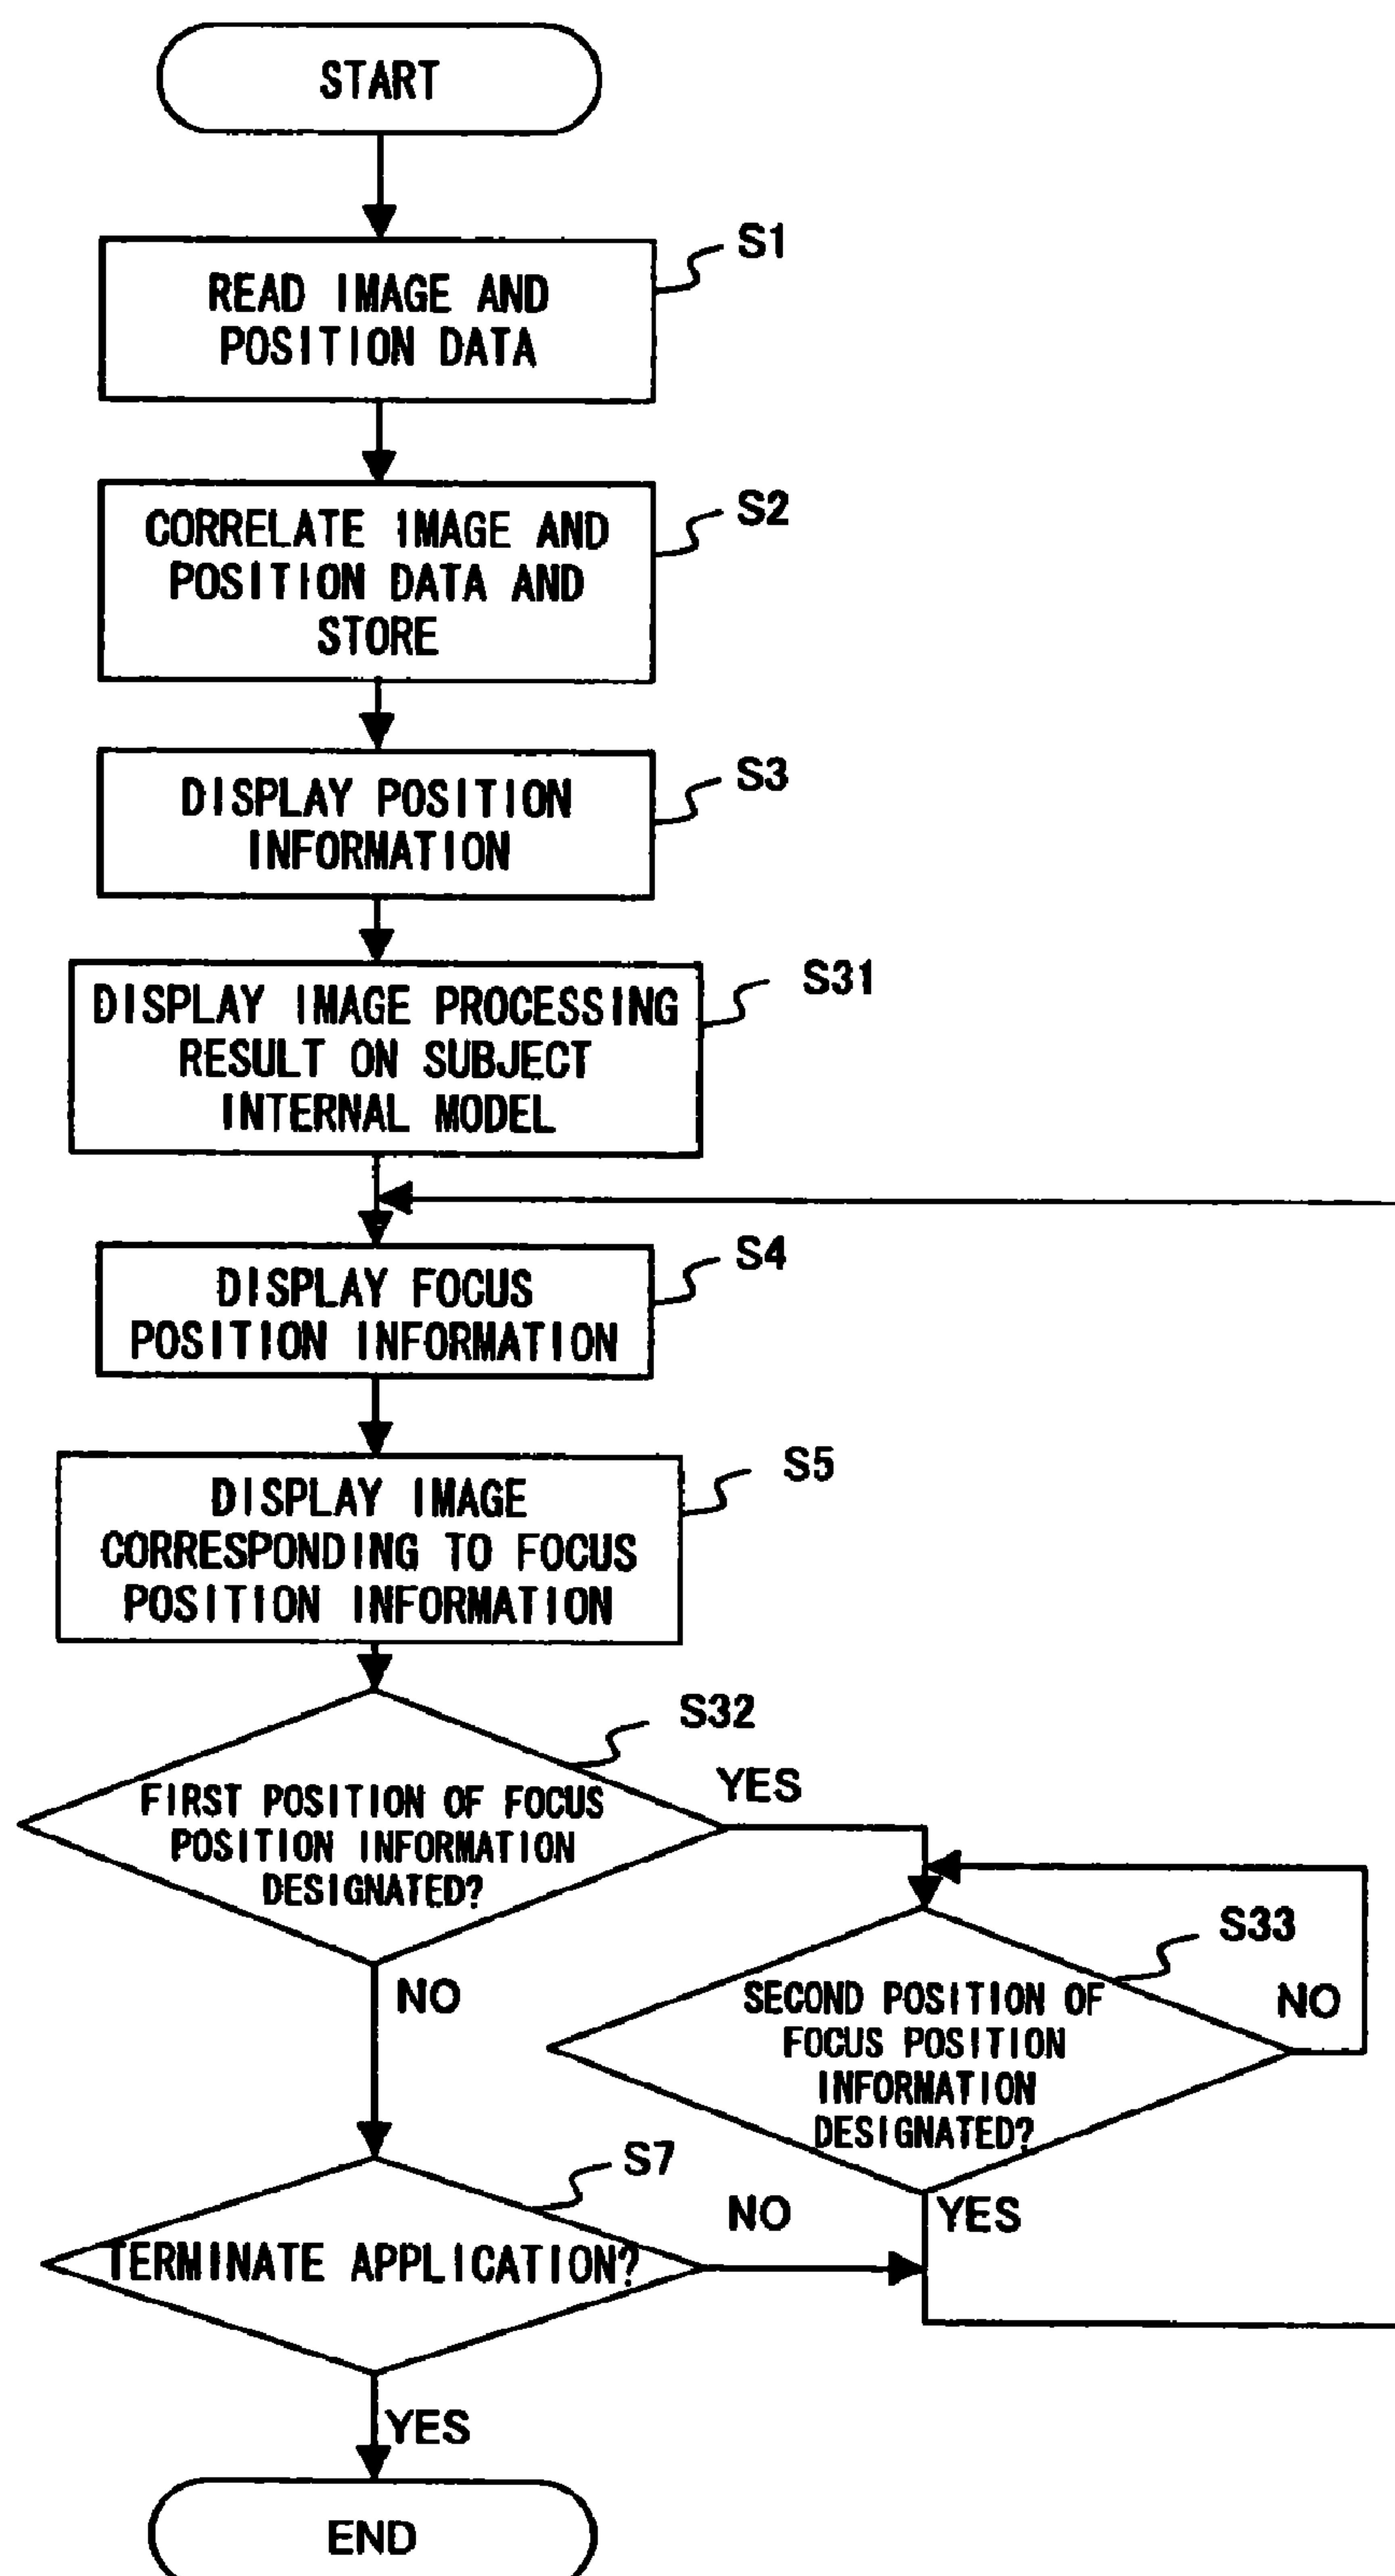 START
S1
READ IMAGE AND
POSITION DATA
S2
CORRELATE IMAGE AND
POSITION DATA AND
STORE
S3
DISPLAY POSITION
INFORMATION
S31
DISPLAY IMAGE PROCESSING
RESULT ON SUBJECT
INTERNAL MODEL
S4
DISPLAY FOCUS
POSITION INFORMATION
S5
DISPLAY IMAGE
CORRESPONDING TO FOCUS
POSITION INFORMATION
S32
YES
FIRST POSITION OF FOCUS
POSITION INFORMATION
DESIGNATED?
NO
S33
NO
SECOND POSITION OF
FOCUS POSITION
INFORMATION
DESIGNATED?
YES
S7
NO
TERMINATE APPLICATION?
YES
END